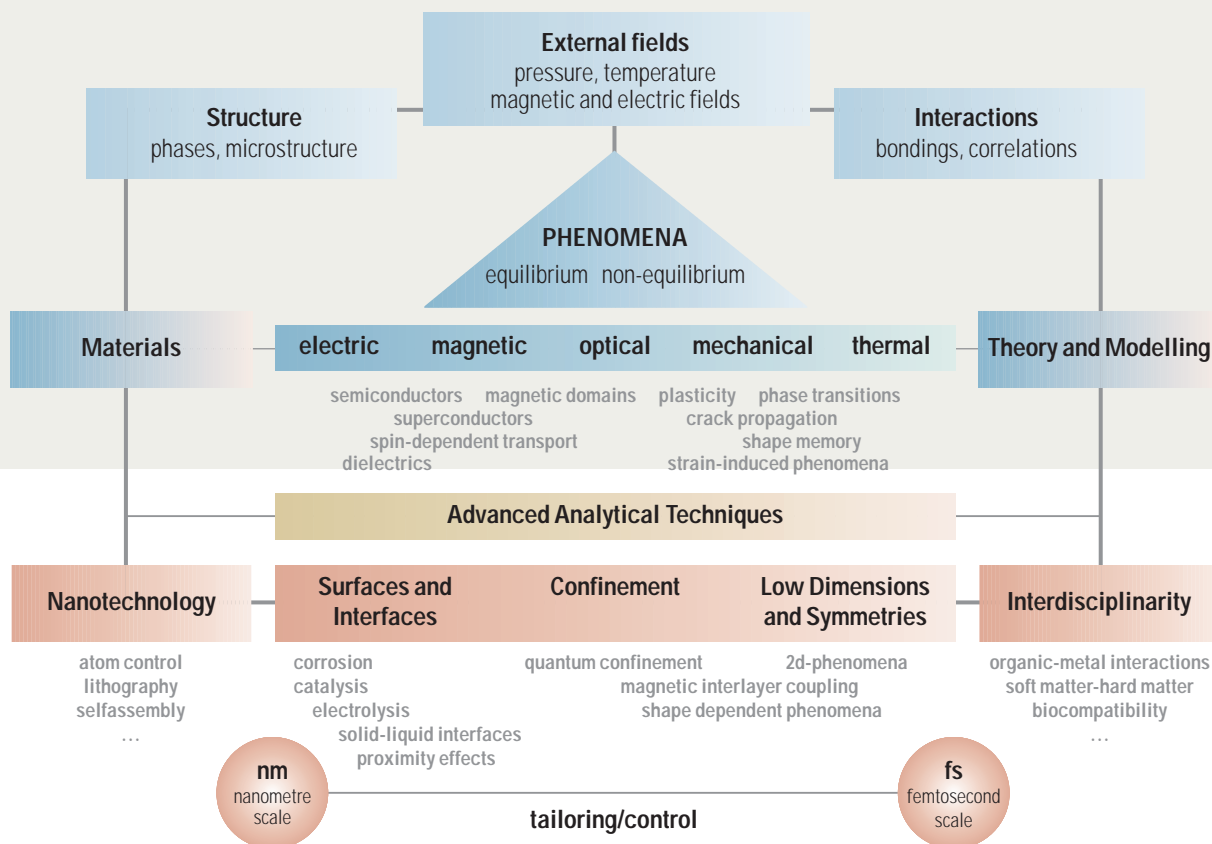 External fields
pressure, temperature
magnetic and electric fields
Structure
phases, microstructure
Interactions
bondings, correlations
PHENOMENA
equilibrium non-equilibrium
Materials
electric magnetic optical mechanical thermal
Theory and Modelling
semiconductors magnetic domains plasticity phase transitions
superconductors crack propagation
spin-dependent transport shape memory
dielectrics strain-induced phenomena
Advanced Analytical Techniques
Nanotechnology
Surfaces and
Interfaces
Confinement
Low Dimensions
and Symmetries
Interdisciplinarity
atom control
lithography
selfassembly
…
corrosion
catalysis
electrolysis
solid-liquid interfaces
proximity effects
quantum confinement 2d-phenomena
magnetic interlayer coupling
shape dependent phenomena
organic-metal interactions
soft matter-hard matter
biocompatibility
…
nm
nanometre
scale
tailoring/control
fs
femtosecond
scale